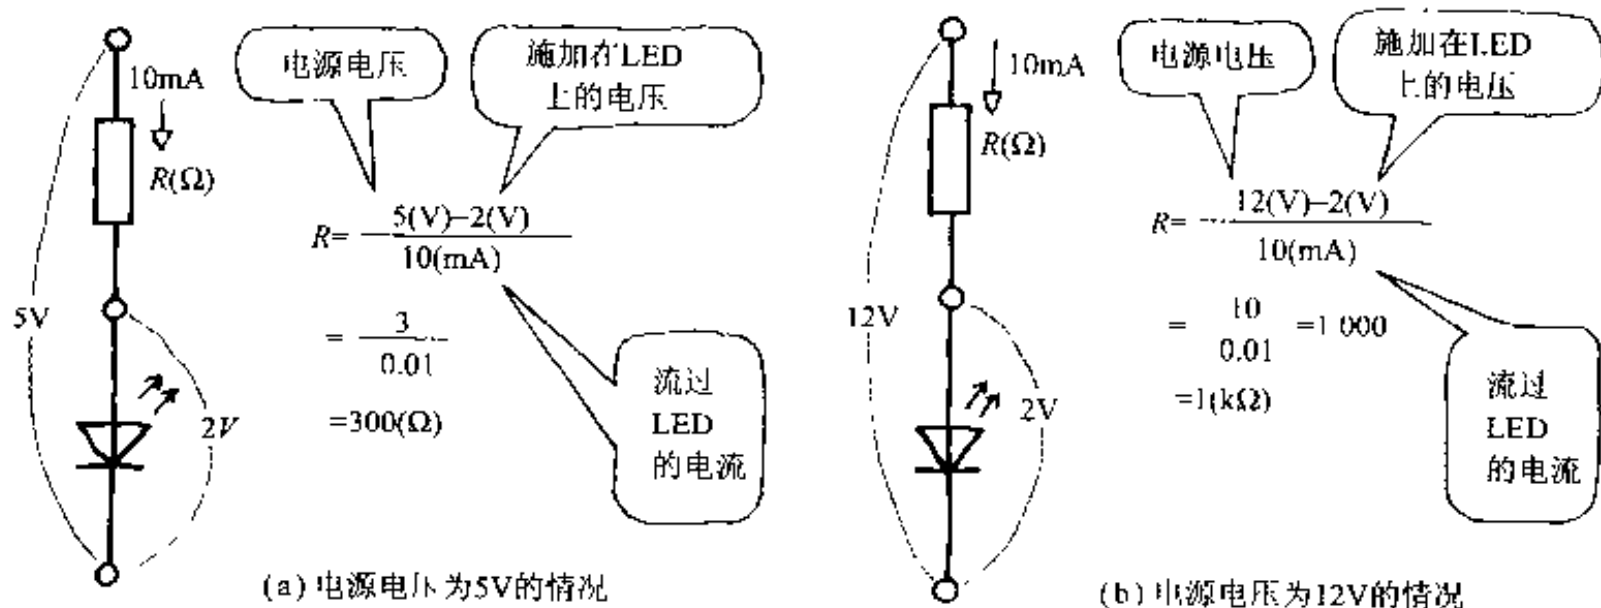 10mA
R(Ω)
5V
2V
电源电压
施加在LED
上的电压
R= 5(V)–2(V)
10(mA)
= 3
0.01
=300(Ω)
流过
LED
的电流
(a) 电源电压为5V的情况
10mA
R(Ω)
12V
2V
电源电压
施加在LED
上的电压
R= 12(V)–2(V)
10(mA)
= 10
0.01
=1 000
=1(kΩ)
流过
LED
的电流
(b) 电源电压为12V的情况